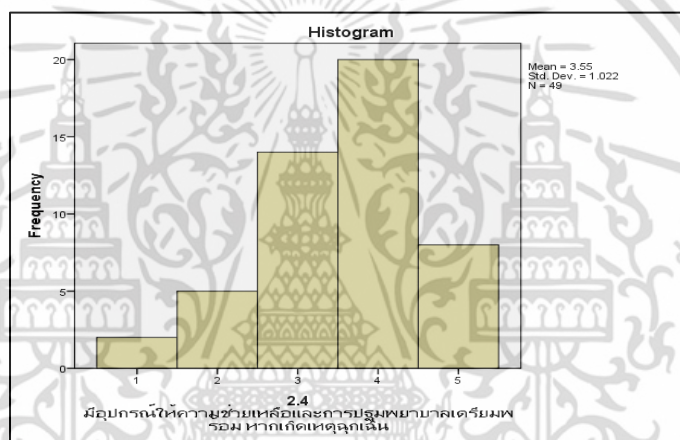 Histogram
Mean = 3.55
Std. Dev. = 1.022
N = 49
Frequency
20
15
10
5
0
1 2 3 4 5
2.4
มีอุปกรณ์ให้ความช่วยเหลือและการปฐมพยาบาลเตรียมพ
ร้อม หากเกิดเหตุฉุกเฉิน